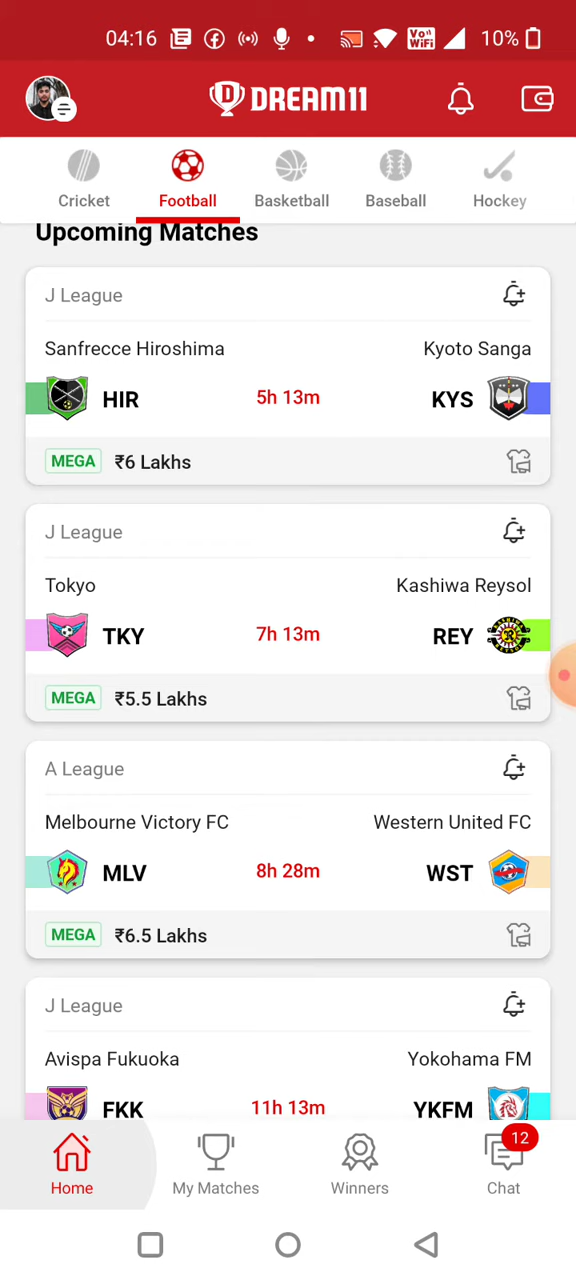 04:16 Vo)) WiFi 10%
DREAM11
Cricket Football Basketball Baseball Hockey
Upcoming Matches
J League
Sanfrecce Hiroshima Kyoto Sanga
HIR 5h 13m KYS
MEGA ₹6 Lakhs
J League
Tokyo Kashiwa Reysol
TKY 7h 13m REY
MEGA ₹5.5 Lakhs
A League
Melbourne Victory FC Western United FC
MLV 8h 28m WST
MEGA ₹6.5 Lakhs
J League
Avispa Fukuoka Yokohama FM
FKK 11h 13m YKFM
12
Home My Matches Winners Chat